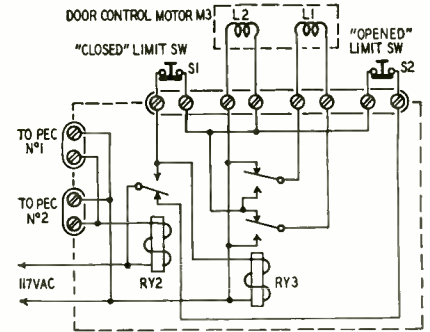 DOOR CONTROL MOTOR M3
L2
L1
"CLOSED" LIMIT SW
"OPENED"
LIMIT SW
S1
S2
TO PEC
Nº1
TO PEC
Nº2
117VAC
RY2
RY3